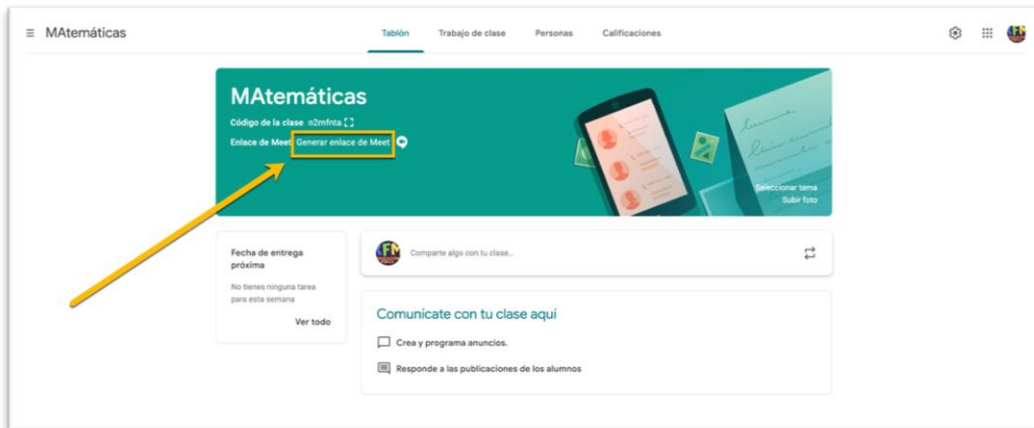 MAtemáticas
Tablón Trabajo de clase Personas Calificaciones
MAtemáticas
Código de la clase n2mfnta
Enlace de Meet Generar enlace de Meet
Seleccionar tema
Subir foto
Fecha de entrega
próxima
No tienes ninguna tarea
para esta semana
Ver todo
Comparte algo con tu clase...
Comunícate con tu clase aquí
Crea y programa anuncios.
Responde a las publicaciones de los alumnos